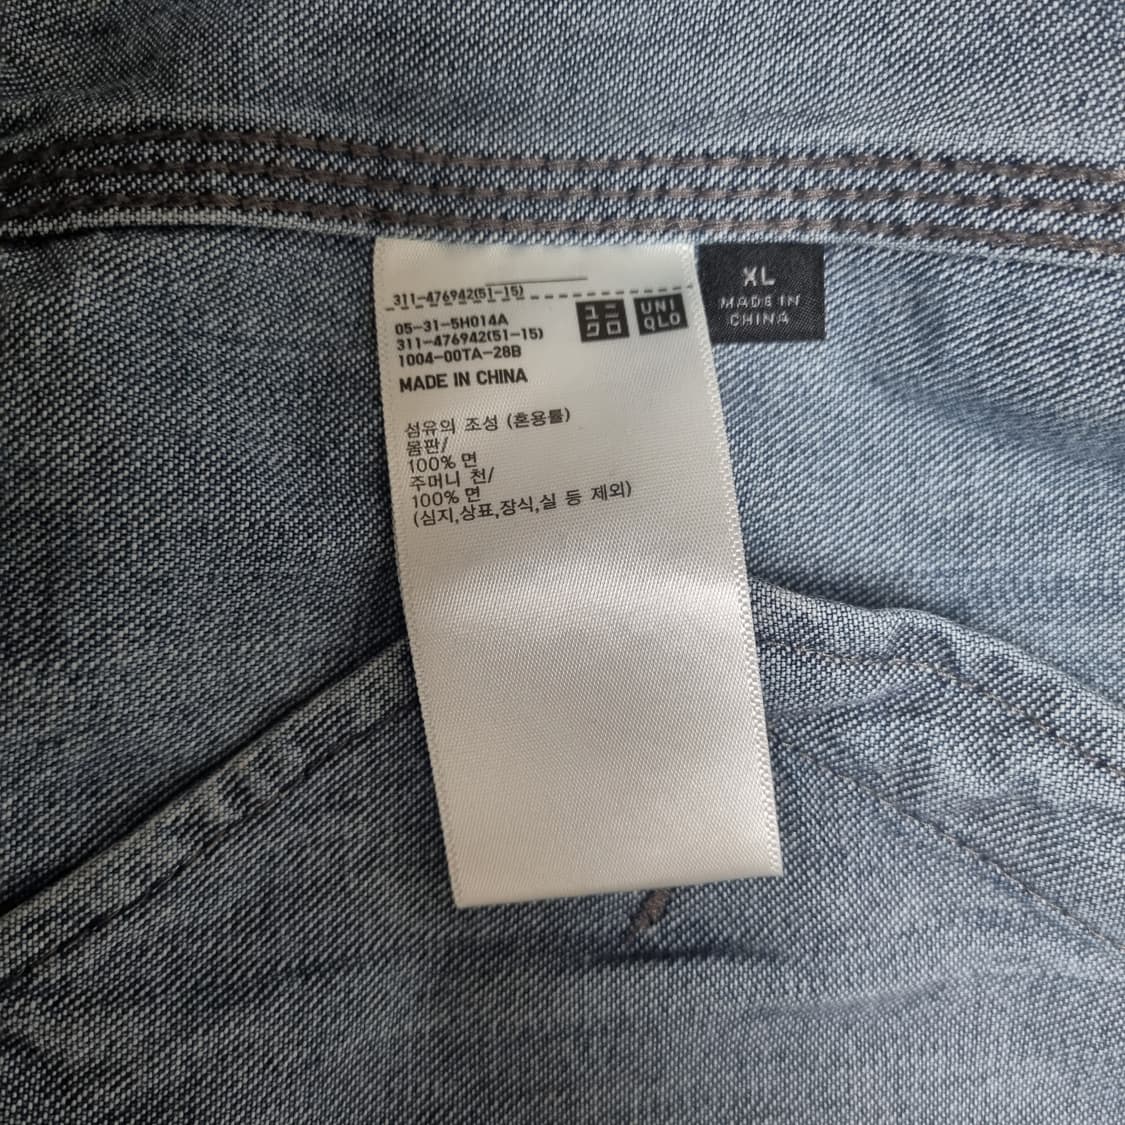 311-476942(51-15)
ユニ
クロ
UNI
QLO
05-31-5H014A
311-476942(51-15)
1004-00TA-28B
MADE IN CHINA
섬유의 조성 (혼용률)
몸판/
100% 면
주머니 천/
100% 면
(심지,상표,장식,실 등 제외)
XL
MADE IN
CHINA